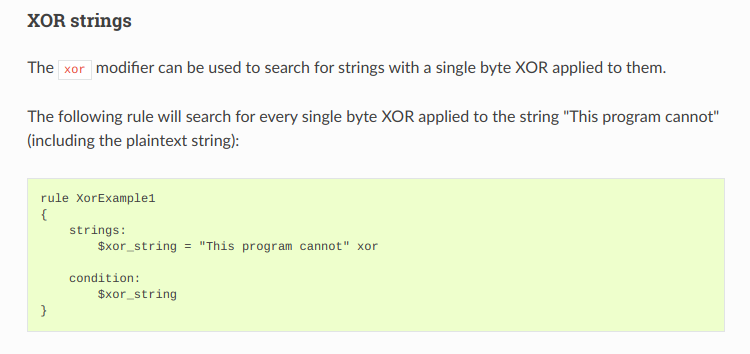 XOR strings
The xor modifier can be used to search for strings with a single byte XOR applied to them.
The following rule will search for every single byte XOR applied to the string "This program cannot"
(including the plaintext string):
rule XorExample1
{
    strings:
        $xor_string = "This program cannot" xor
    condition:
        $xor_string
}